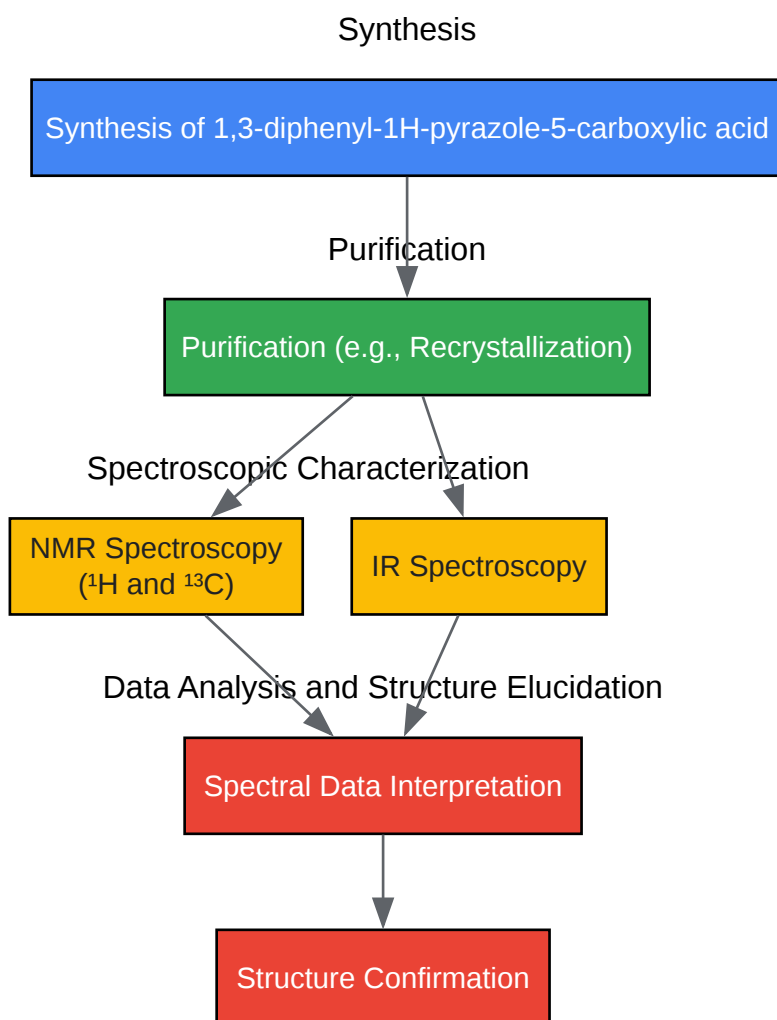 Synthesis
Synthesis of 1,3-diphenyl-1H-pyrazole-5-carboxylic acid
Purification
Purification (e.g., Recrystallization)
Spectroscopic Characterization
NMR Spectroscopy
(¹H and ¹³C)
IR Spectroscopy
Data Analysis and Structure Elucidation
Spectral Data Interpretation
Structure Confirmation